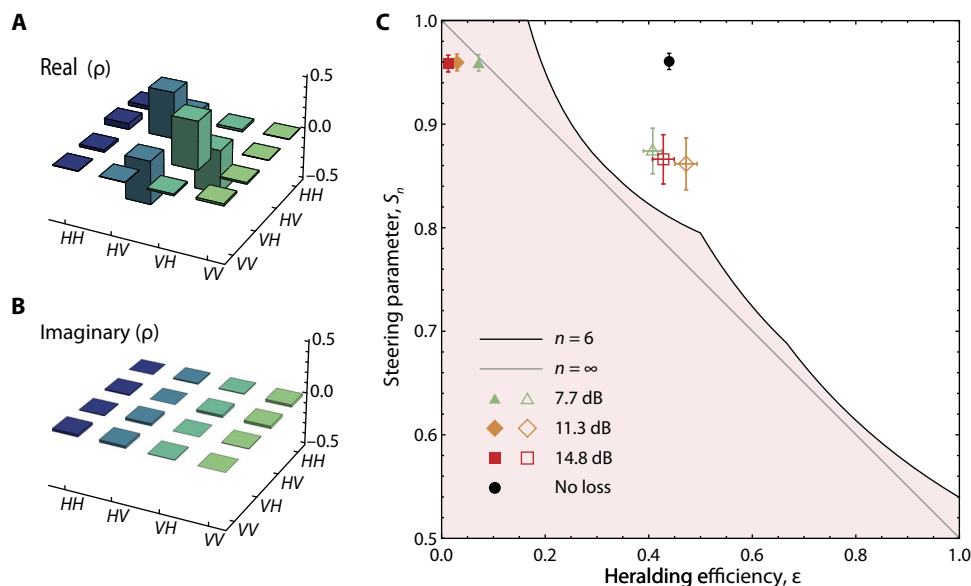 A
Real (ρ)
0.5
0.0
−0.5
HH
HV
VH
VV
HH
HV
VH
VV
B
Imaginary (ρ)
0.5
0.0
−0.5
HH
HV
VH
VV
HH
HV
VH
VV
C
Steering parameter, Sn
1.0
0.9
0.8
0.7
0.6
0.5
n = 6
n = ∞
7.7 dB
11.3 dB
14.8 dB
No loss
0.0 0.2 0.4 0.6 0.8 1.0
Heralding efficiency, ε